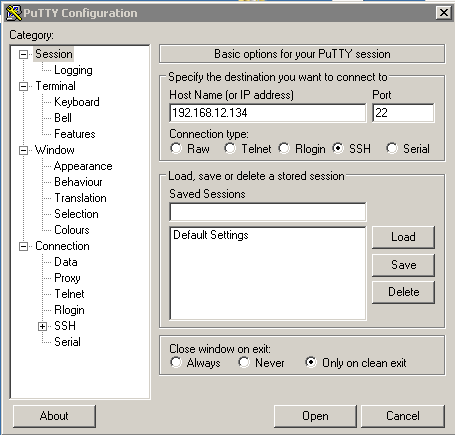 PuTTY Configuration
Category:
Session
Logging
Terminal
Keyboard
Bell
Features
Window
Appearance
Behaviour
Translation
Selection
Colours
Connection
Data
Proxy
Telnet
Rlogin
SSH
Serial
Basic options for your PuTTY session
Specify the destination you want to connect to
Host Name (or IP address) Port
192.168.12.134 22
Connection type:
Raw Telnet Rlogin SSH Serial
Load, save or delete a stored session
Saved Sessions
Default Settings
Load
Save
Delete
Close window on exit:
Always Never Only on clean exit
About Open Cancel